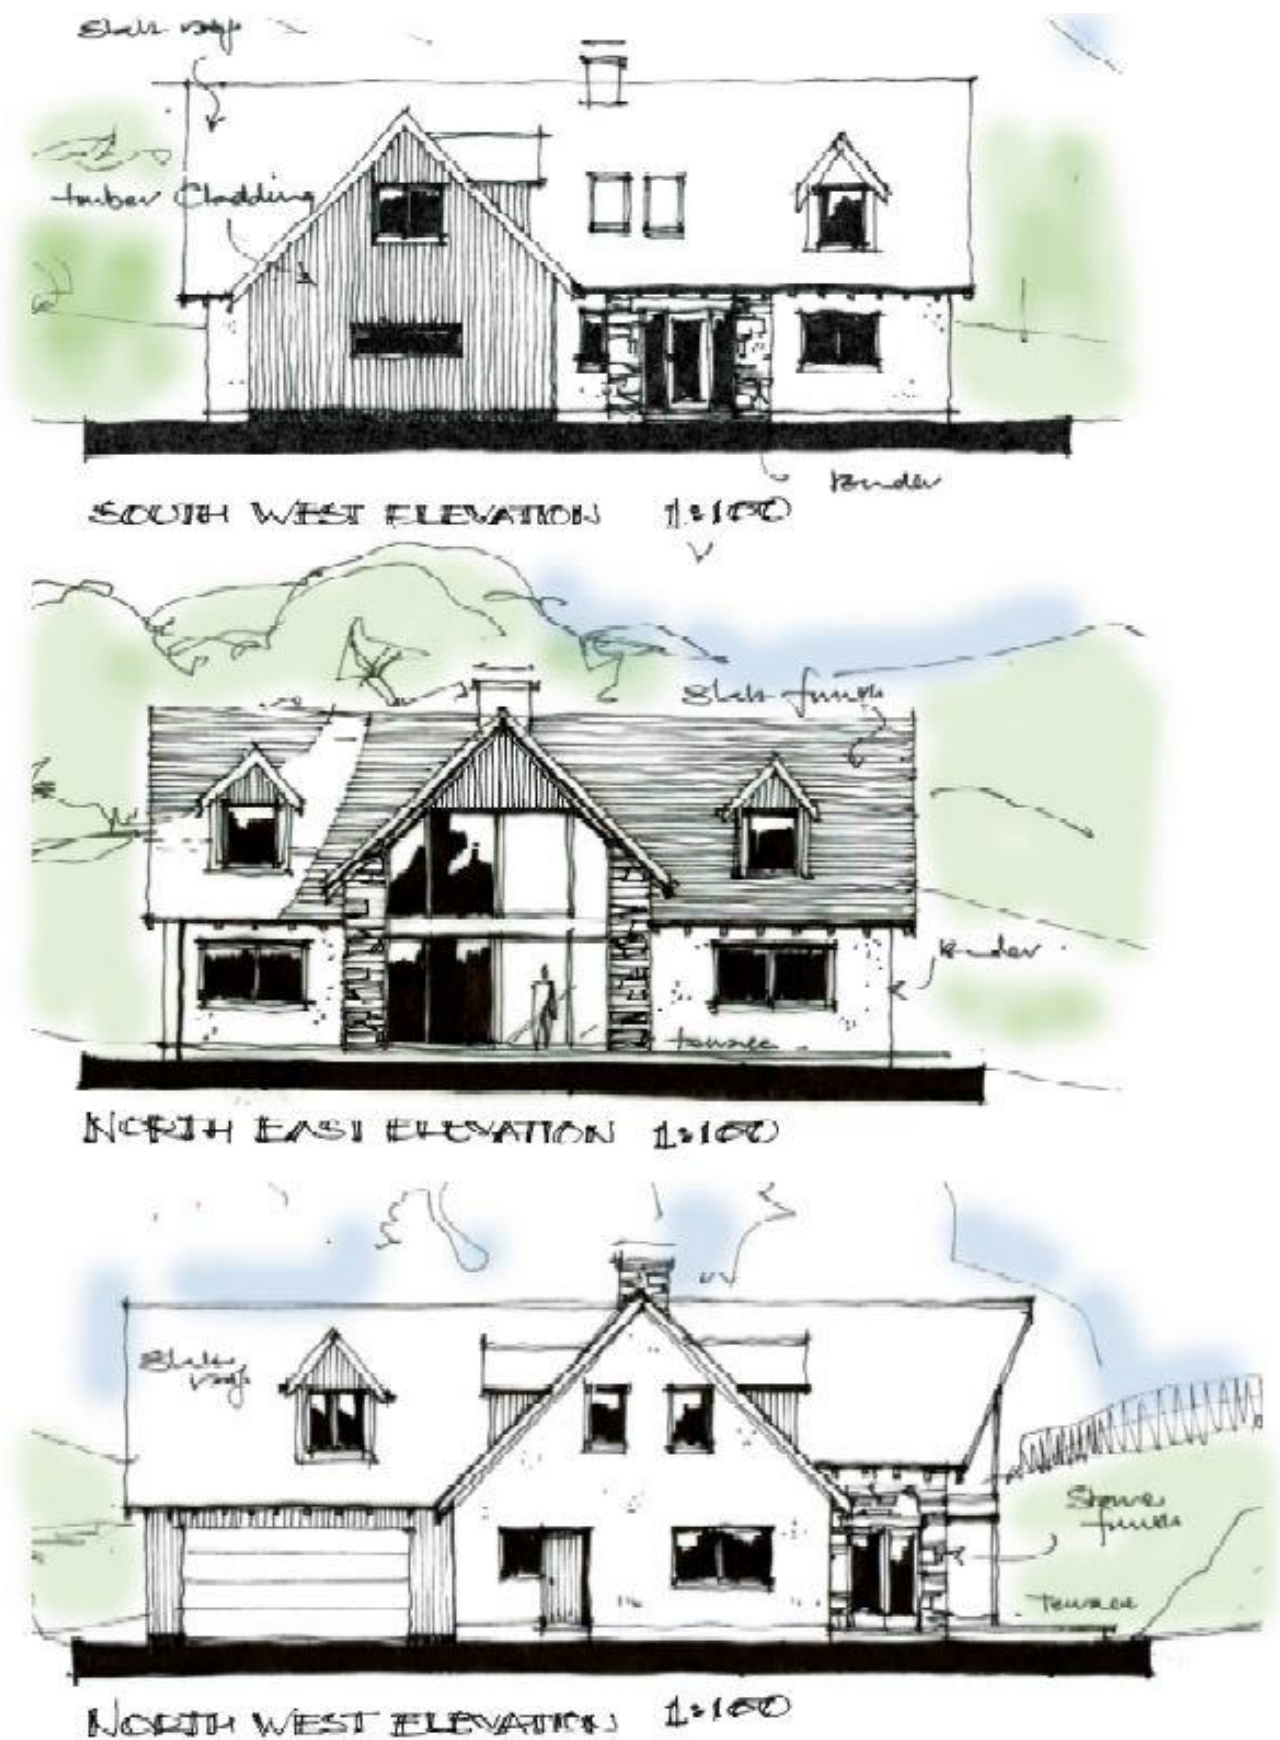 Slate roof
timber Cladding
Render
SOUTH WEST ELEVATION 1:100
Slate finish
Render
terrace
NORTH EAST ELEVATION 1:100
Slate
roof
Stone
finish
Terrace
NORTH WEST ELEVATION 1:100